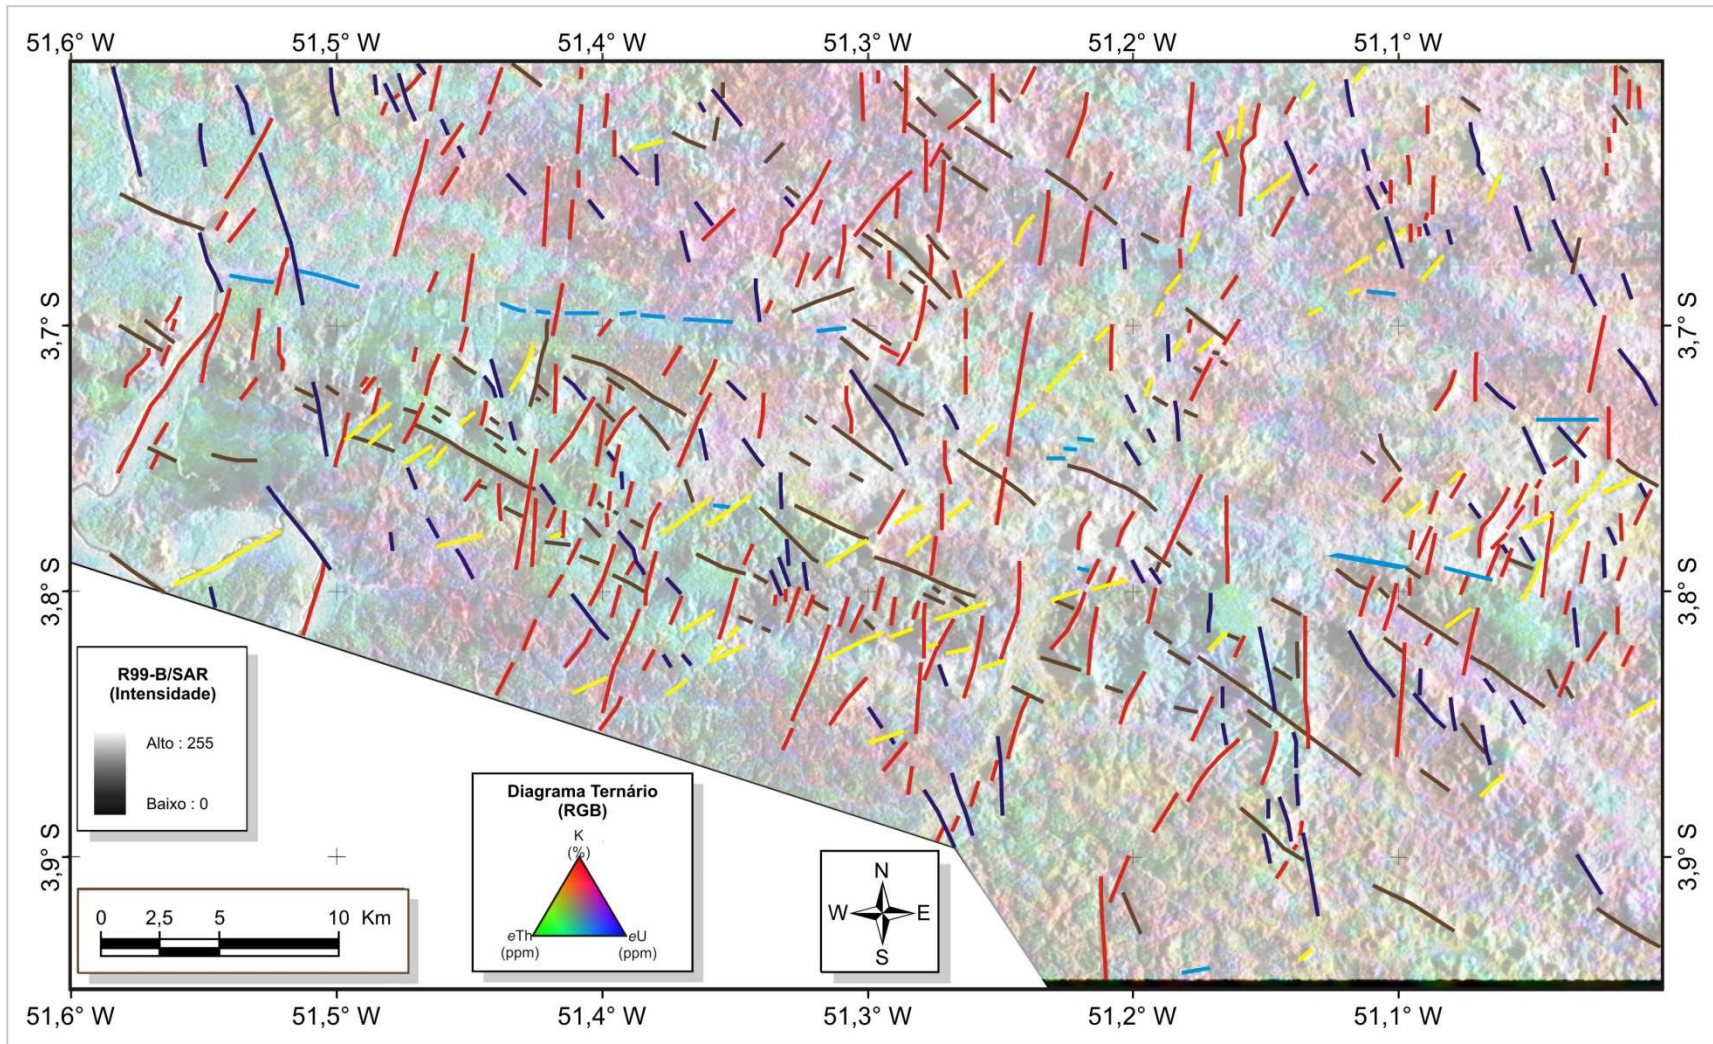 51,6° W 51,5° W 51,4° W 51,3° W 51,2° W 51,1° W
3,7° S 3,7° S
3,8° S 3,8° S
R99-B/SAR
(Intensidade)
Alto : 255
Baixo : 0
Diagrama Ternário
(RGB)
K
(%)
eTh eU
(ppm) (ppm)
N
W E
S
3,9° S 3,9° S
0 2,5 5 10 Km
51,6° W 51,5° W 51,4° W 51,3° W 51,2° W 51,1° W